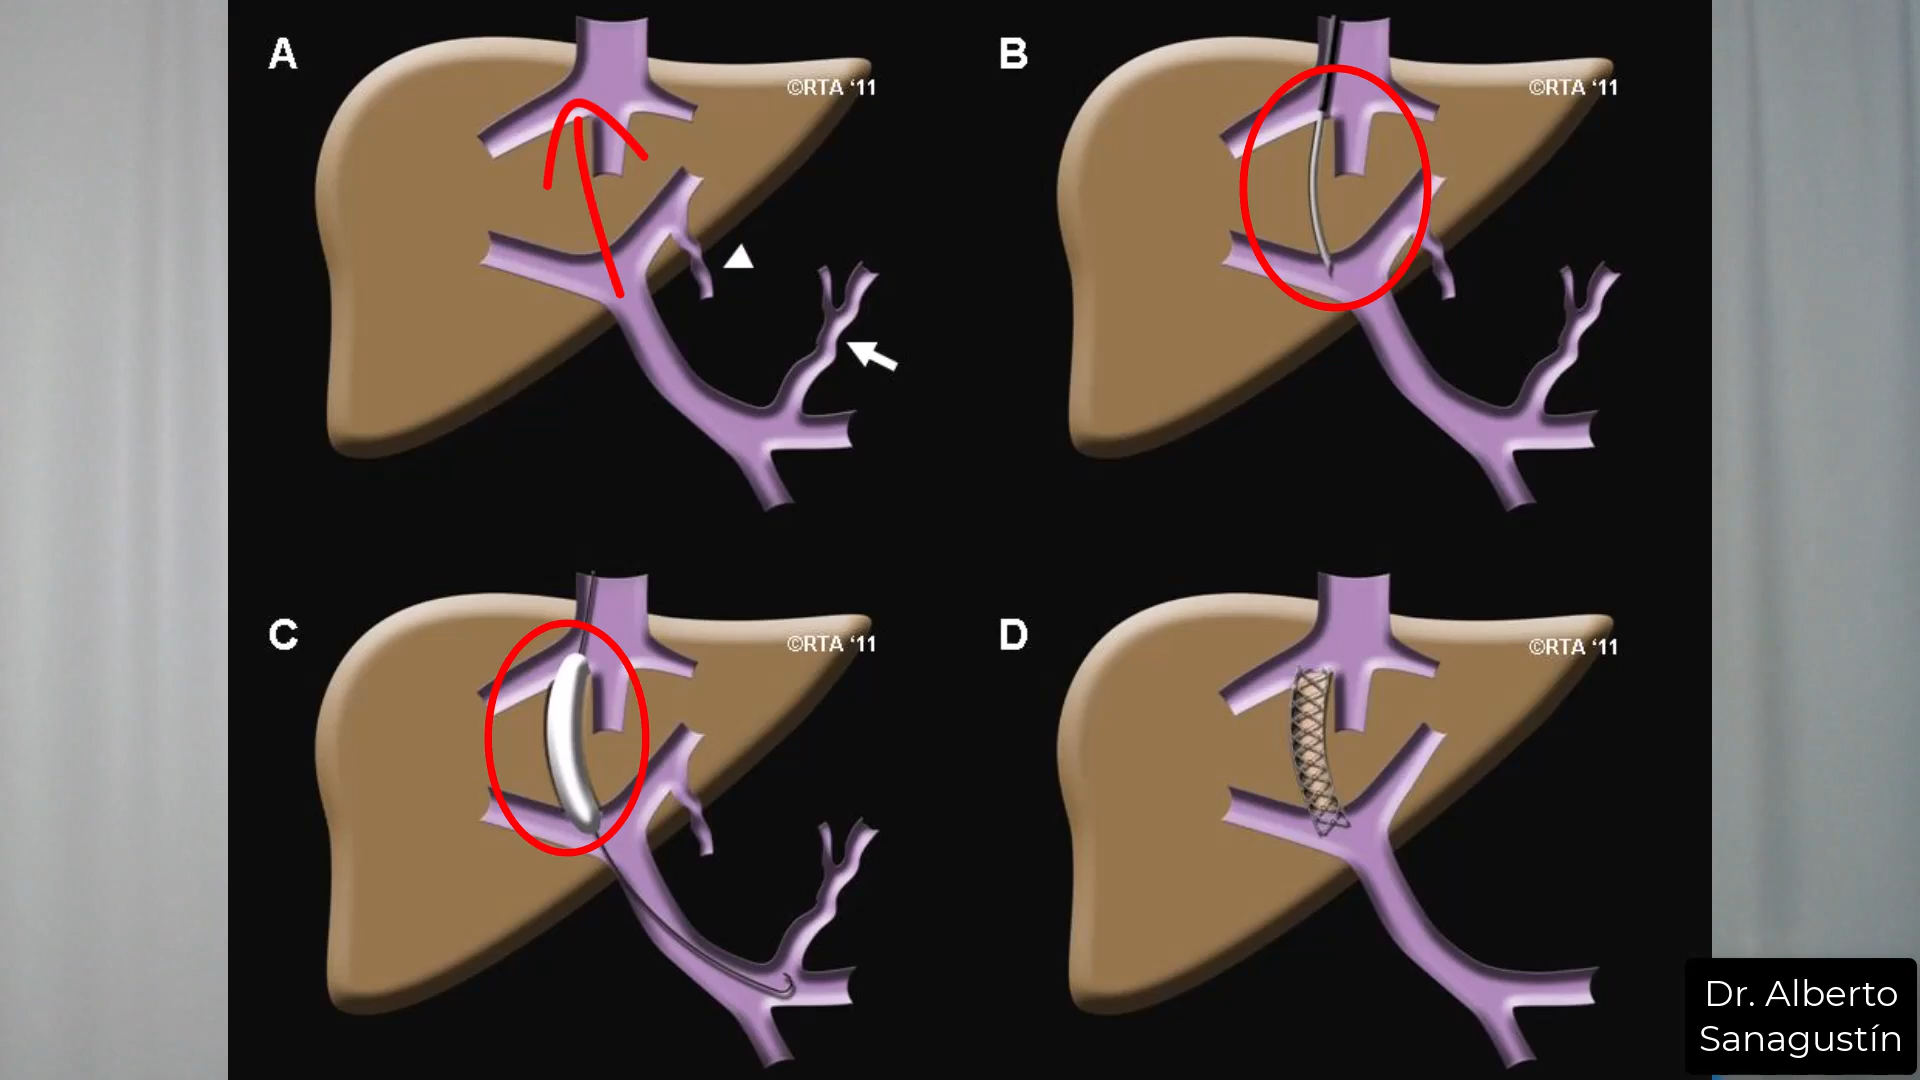 A
©RTA ‘11
B
©RTA ‘11
C
©RTA ‘11
D
©RTA ‘11
Dr. Alberto
Sanagustín